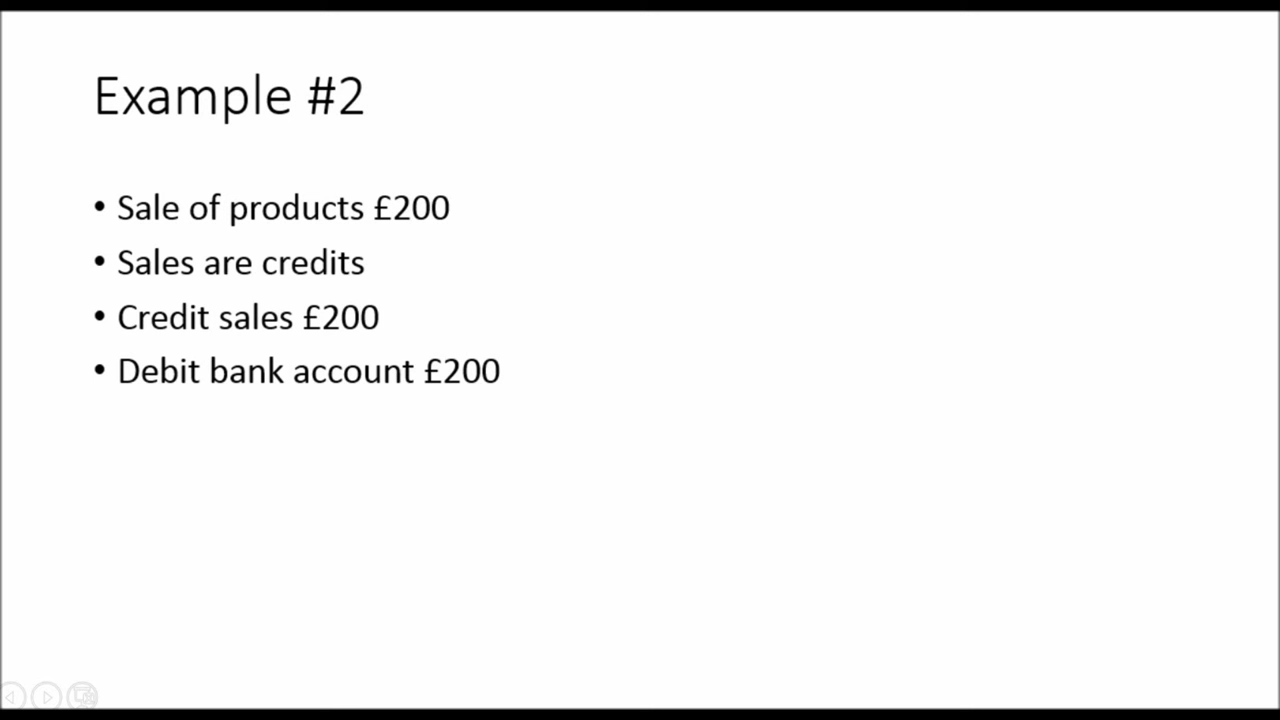 Example #2
• Sale of products £200
• Sales are credits
• Credit sales £200
• Debit bank account £200